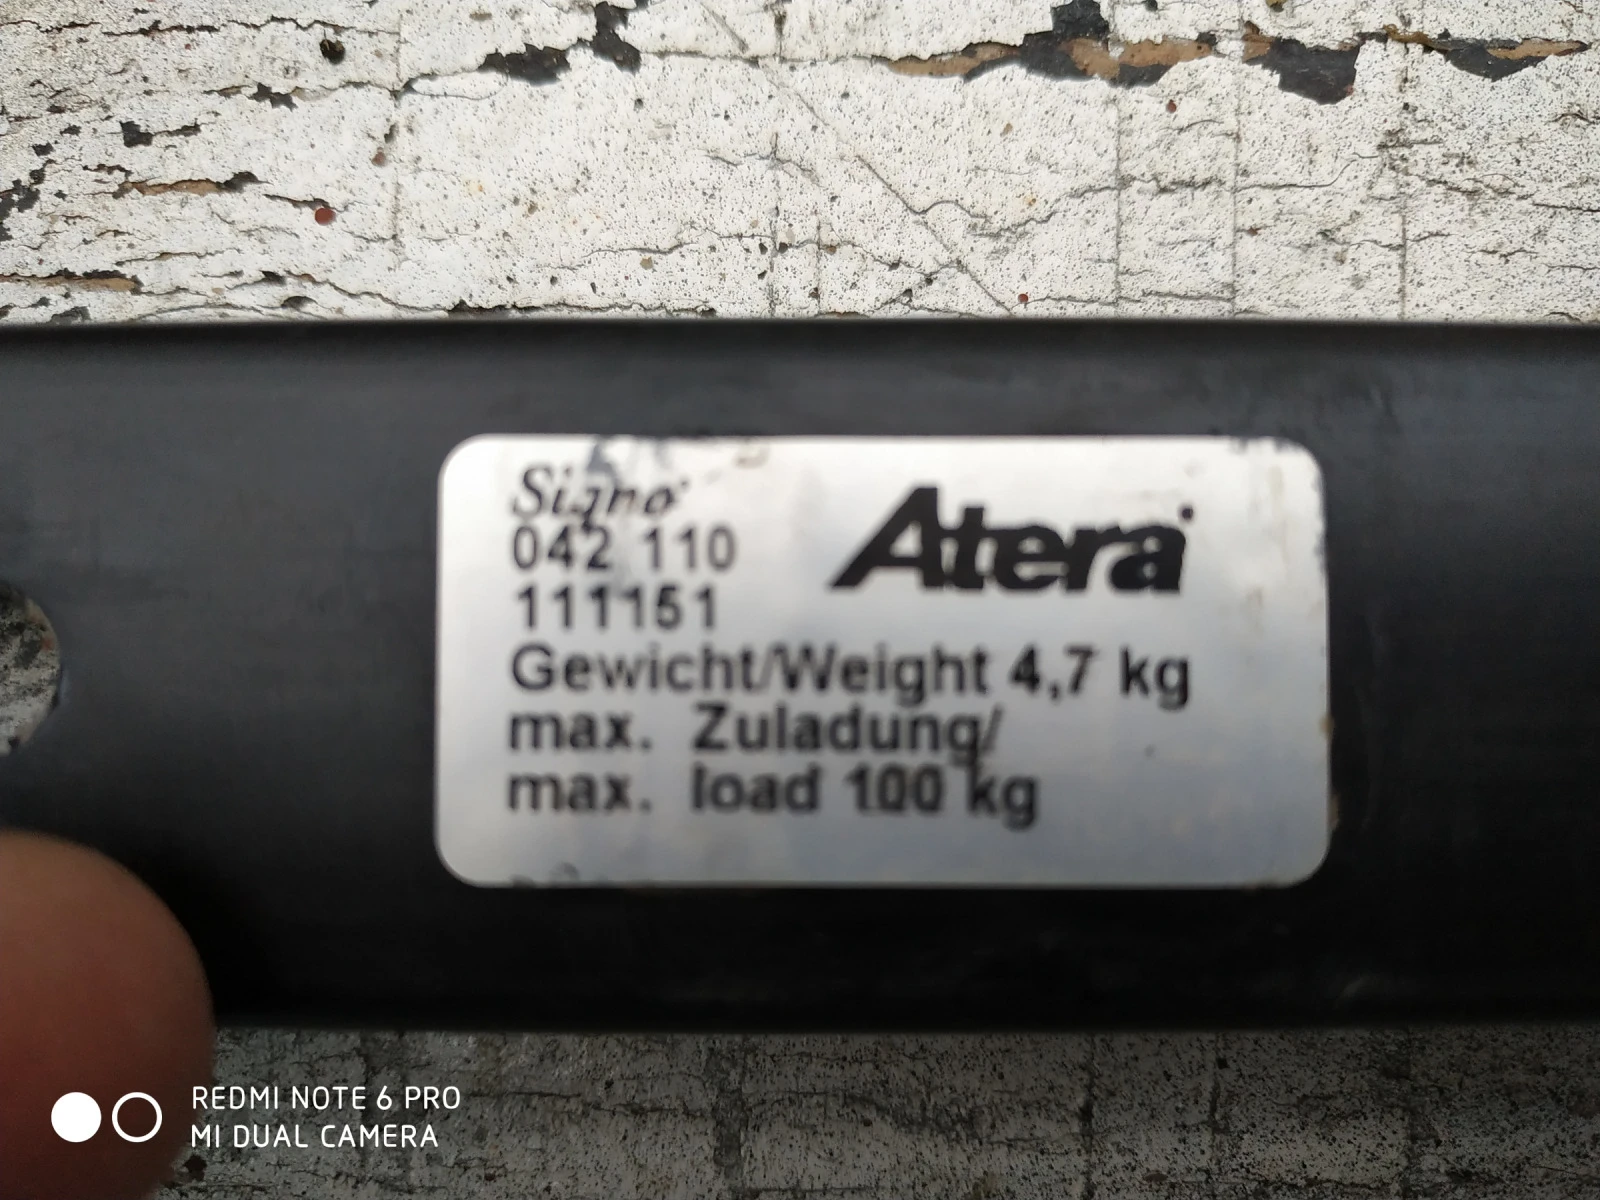 Signo
Atera
042 110
111151
Gewicht/Weight 4,7 kg
max. Zuladung/
max. load 100 kg
REDMI NOTE 6 PRO
MI DUAL CAMERA